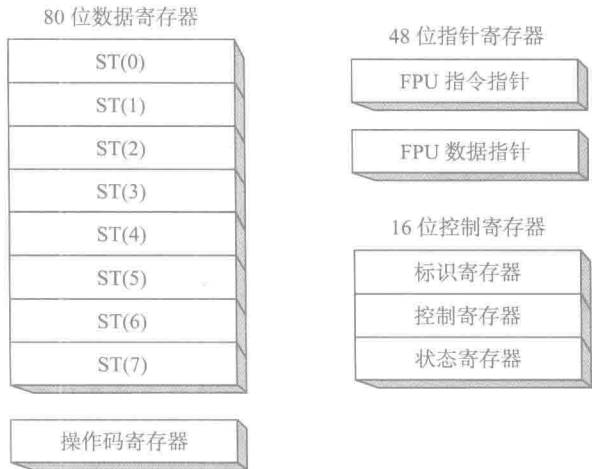 80 位数据寄存器
ST(0)
ST(1)
ST(2)
ST(3)
ST(4)
ST(5)
ST(6)
ST(7)
操作码寄存器
48 位指针寄存器
FPU 指令指针
FPU 数据指针
16 位控制寄存器
标识寄存器
控制寄存器
状态寄存器